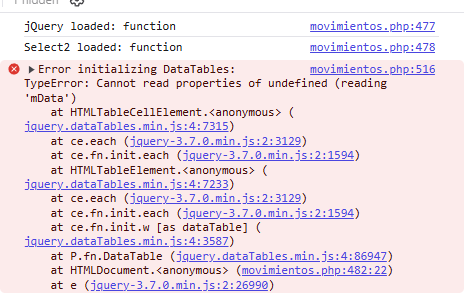 1 hidden
jQuery loaded: function movimientos.php:477
Select2 loaded: function movimientos.php:478
Error initializing DataTables: movimientos.php:516
TypeError: Cannot read properties of undefined (reading
'mData')
at HTMLTableCellElement.<anonymous> (
jquery.dataTables.min.js:4:7315)
at ce.each (jquery-3.7.0.min.js:2:3129)
at ce.fn.init.each (jquery-3.7.0.min.js:2:1594)
at HTMLTableElement.<anonymous> (
jquery.dataTables.min.js:4:7233)
at ce.each (jquery-3.7.0.min.js:2:3129)
at ce.fn.init.each (jquery-3.7.0.min.js:2:1594)
at ce.fn.init.w [as dataTable] (
jquery.dataTables.min.js:4:3587)
at P.fn.DataTable (jquery.dataTables.min.js:4:86947)
at HTMLDocument.<anonymous> (movimientos.php:482:22)
at e (jquery-3.7.0.min.js:2:26990)